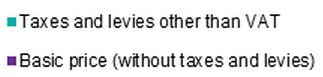 Taxes and levies other than VAT
Basic price (without taxes and levies)